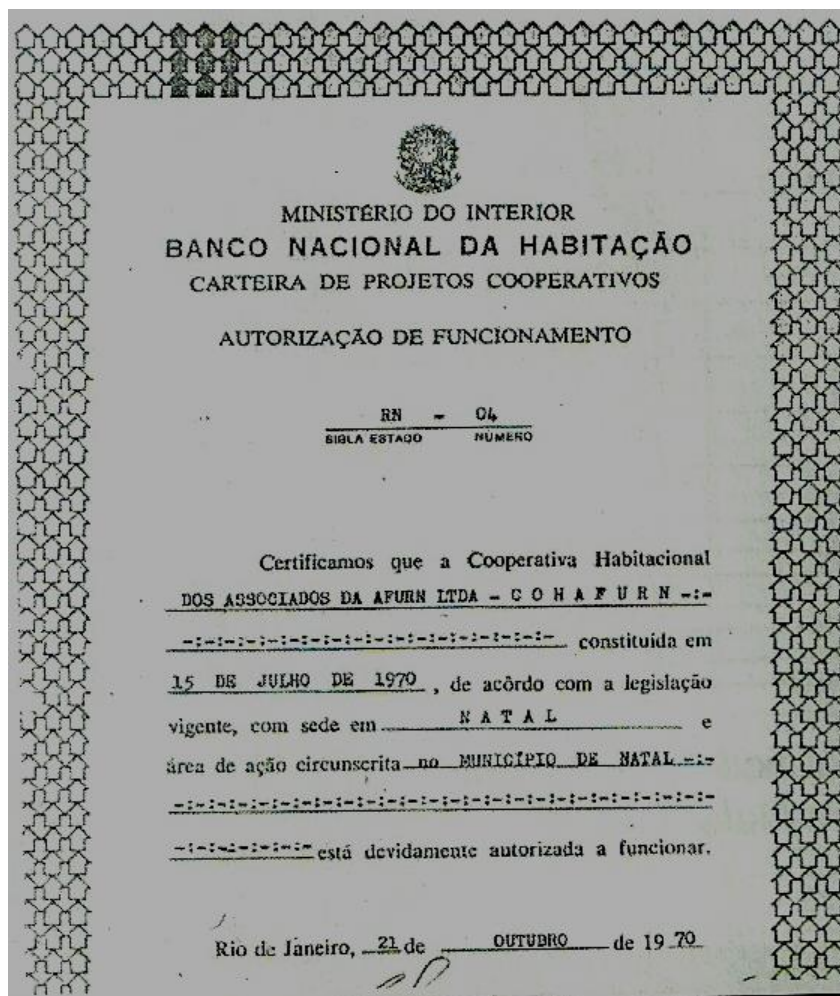 MINISTÉRIO DO INTERIOR
BANCO NACIONAL DA HABITAÇÃO
CARTEIRA DE PROJETOS COOPERATIVOS
AUTORIZAÇÃO DE FUNCIONAMENTO
RN - 04
SIGLA ESTADO NÚMERO
Certificamos que a Cooperativa Habitacional
DOS ASSOCIADOS DA AFURN LTDA - C O H A F U R N -:-
-:-:-:-:-:-:-:-:-:-:-:-:-:-:-:-:-:- constituída em
15 DE JULHO DE 1970, de acôrdo com a legislação
vigente, com sede em N A T A L e
área de ação circunscrita no MUNICÍPIO DE NATAL -:-
-:-:-:-:-:-:-:-:-:-:-:-:-:-:-:-:-:-:-:-:-:-:-:-:-
-:-:-:-:-:-:- está devidamente autorizada a funcionar.
Rio de Janeiro, 21 de OUTUBRO de 19 70